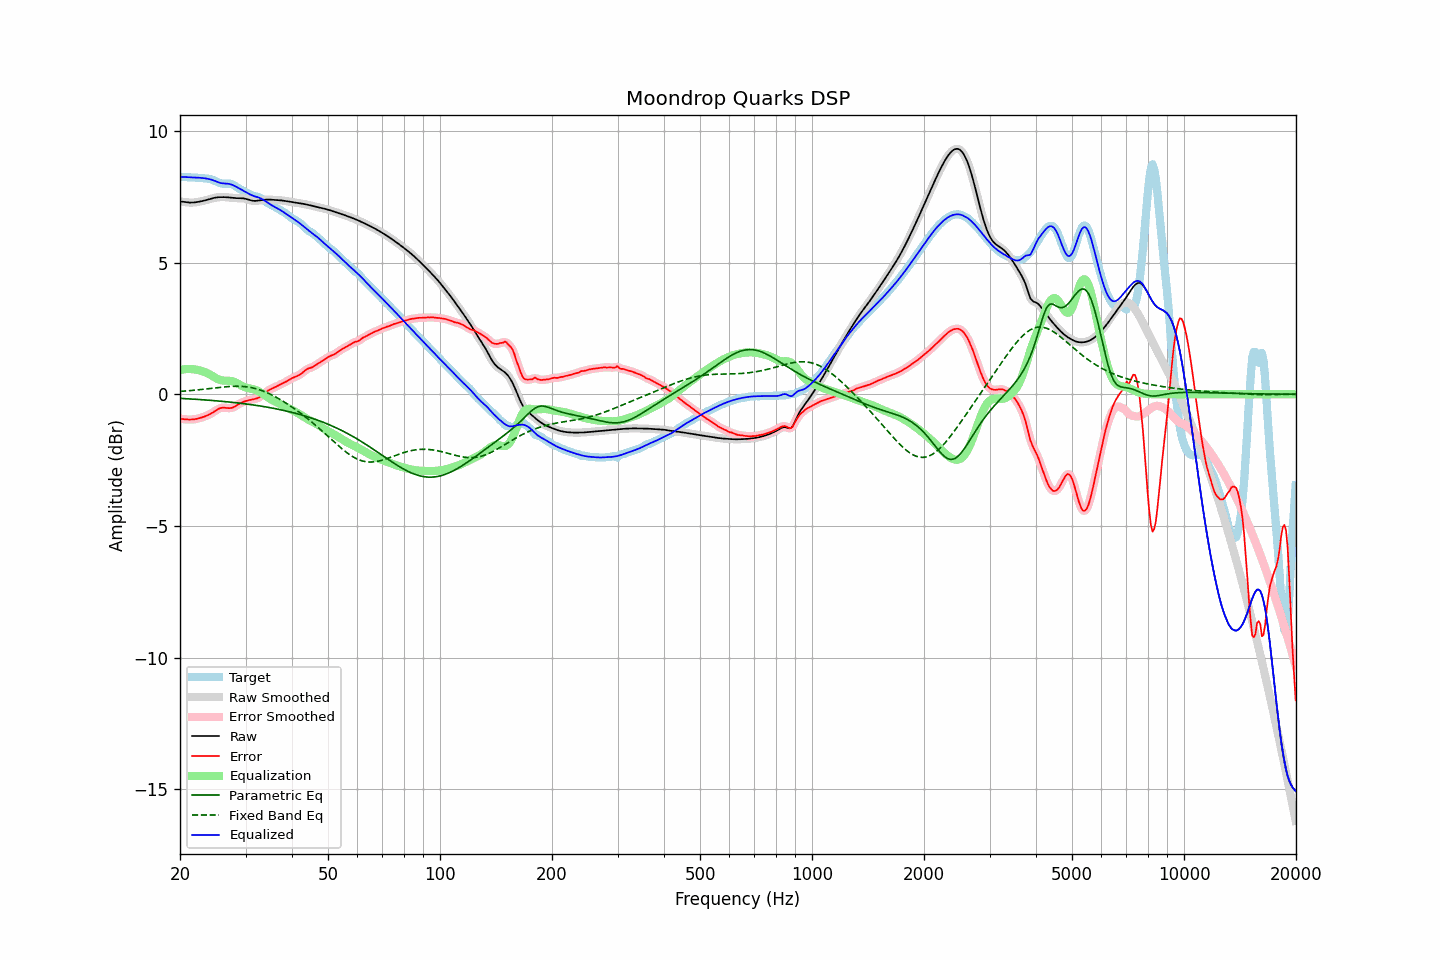 Moondrop Quarks DSP
10
5
0
−5
−10
−15
Amplitude (dBr)
Target
Raw Smoothed
Error Smoothed
Raw
Error
Equalization
Parametric Eq
Fixed Band Eq
Equalized
20 50 100 200 500 1000 2000 5000 10000 20000
Frequency (Hz)